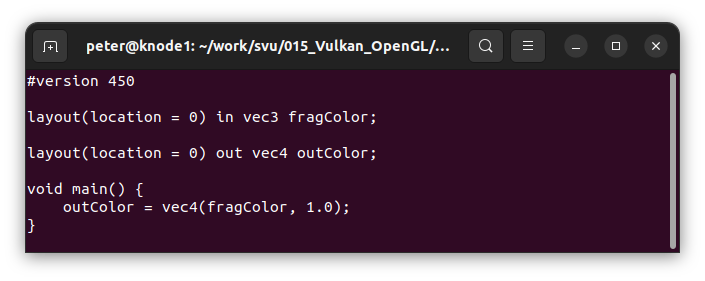 peter@knode1: ~/work/svu/015_Vulkan_OpenGL/...
#version 450
layout(location = 0) in vec3 fragColor;
layout(location = 0) out vec4 outColor;
void main() {
    outColor = vec4(fragColor, 1.0);
}